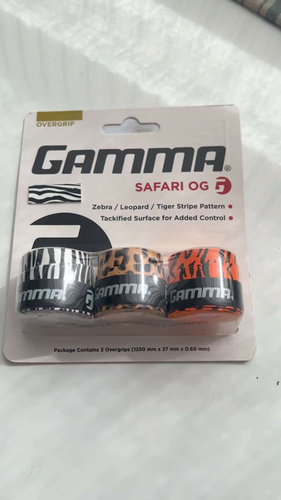 OVERGRIP
GAMMA®
SAFARI OG
Zebra / Leopard / Tiger Stripe Pattern
Tackified Surface for Added Control
GAMMA GAMMA GAMMA
Package Contains 3 Overgrips (1250 mm x 27 mm x 0.60 mm)